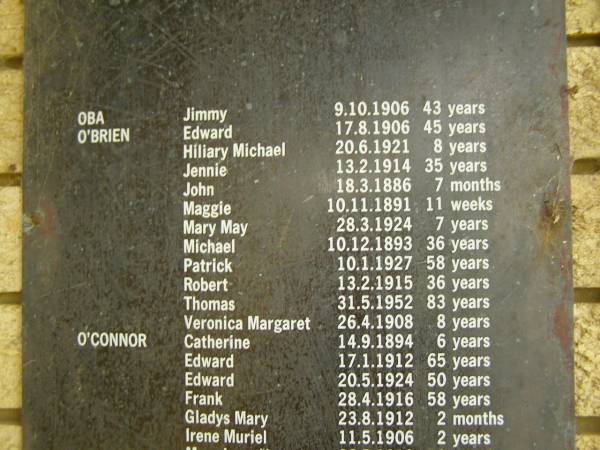 OBA Jimmy 9.10.1906 43 years
O'BRIEN Edward 17.8.1906 45 years
Hiliary Michael 20.6.1921 8 years
Jennie 13.2.1914 35 years
John 18.3.1886 7 months
Maggie 10.11.1891 11 weeks
Mary May 28.3.1924 7 years
Michael 10.12.1893 36 years
Patrick 10.1.1927 58 years
Robert 13.2.1915 36 years
Thomas 31.5.1952 83 years
Veronica Margaret 26.4.1908 8 years
O'CONNOR Catherine 14.9.1894 6 years
Edward 17.1.1912 65 years
Edward 20.5.1924 50 years
Frank 28.4.1916 58 years
Gladys Mary 23.8.1912 2 months
Irene Muriel 11.5.1906 2 years